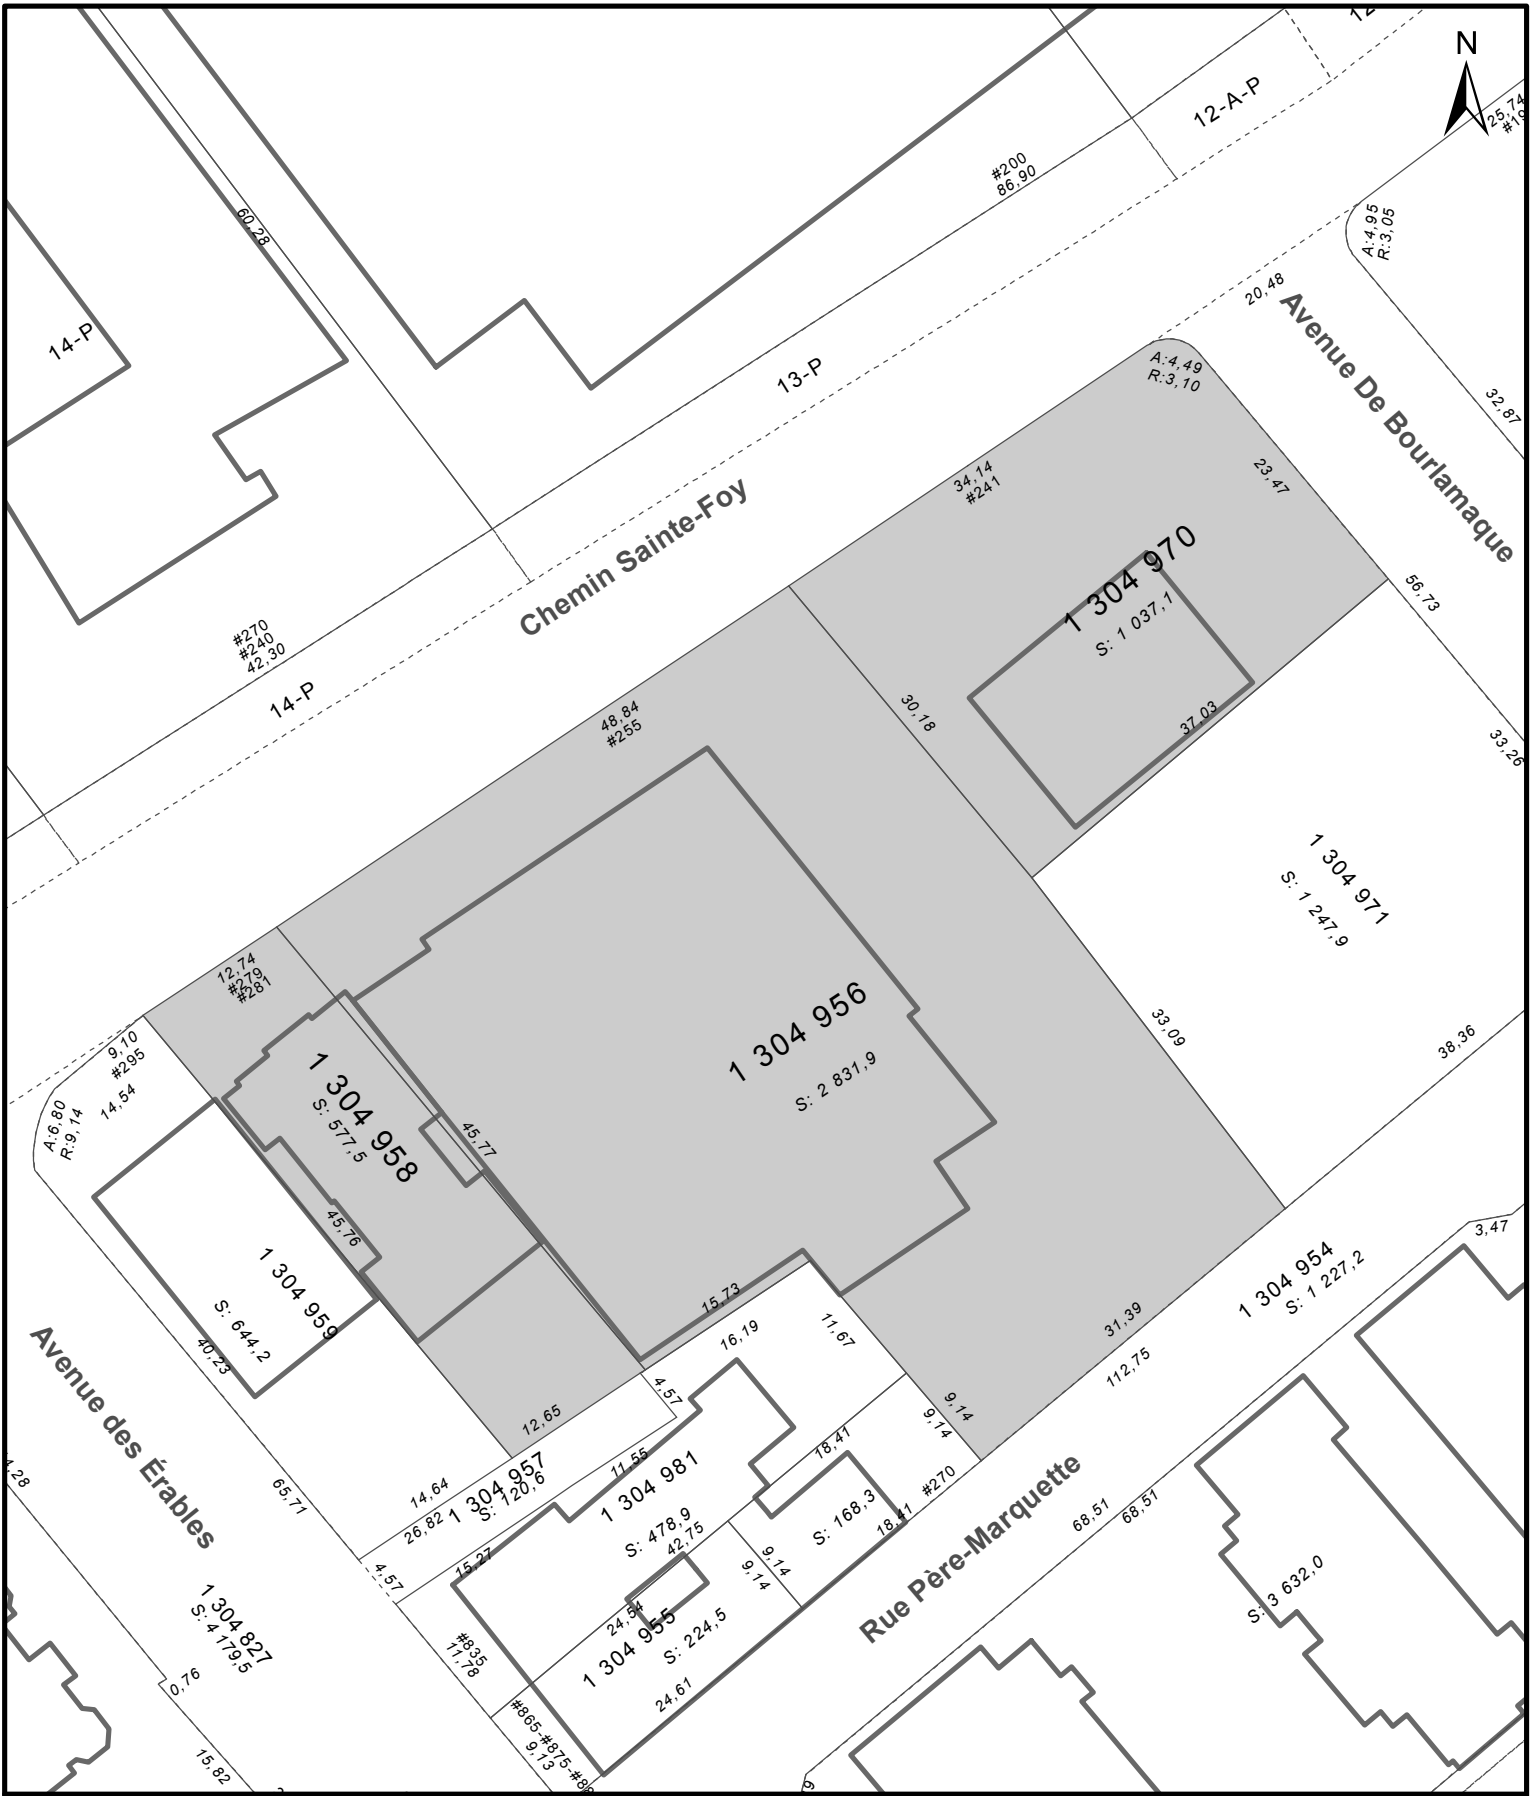 12-A-P
N
#200
86,90
25,74
60,28
A:4,95
R:3,05
14-P
13-P
20,48
Avenue De Bourlamaque
A:4,49
R:3,10
32,87
34,14
#241
23,47
Chemin Sainte-Foy
1 304 970
S: 1 037,1
56,73
#270
#240
42,30
14-P
48,84
#255
30,18
37,03
33,26
1 304 971
S: 1 247,9
12,74
#279
#281
1 304 956
S: 2 831,9
33,09
38,36
9,10
#295
14,54
A:6,80
R:9,14
1 304 958
S: 577,5
45,77
45,76
1 304 959
S: 644,2
40,23
3,47
1 304 954
S: 1 227,2
15,73
16,19
11,67
31,39
112,75
Avenue des Érables
4,57
12,65
9,14
9,14
18,41
14,64
26,82
1 304 957
S: 120,6
11,55
1 304 981
S: 478,9
42,75
65,71
#270
18,41
S: 168,3
Rue Père-Marquette
68,51
68,51
15,27
4,57
9,14
9,14
S: 3 632,0
1 304 827
S: 4 179,5
24,54
1 304 955
S: 224,5
#835
11,78
24,61
0,76
#865-#875-#88
9,13
15,82